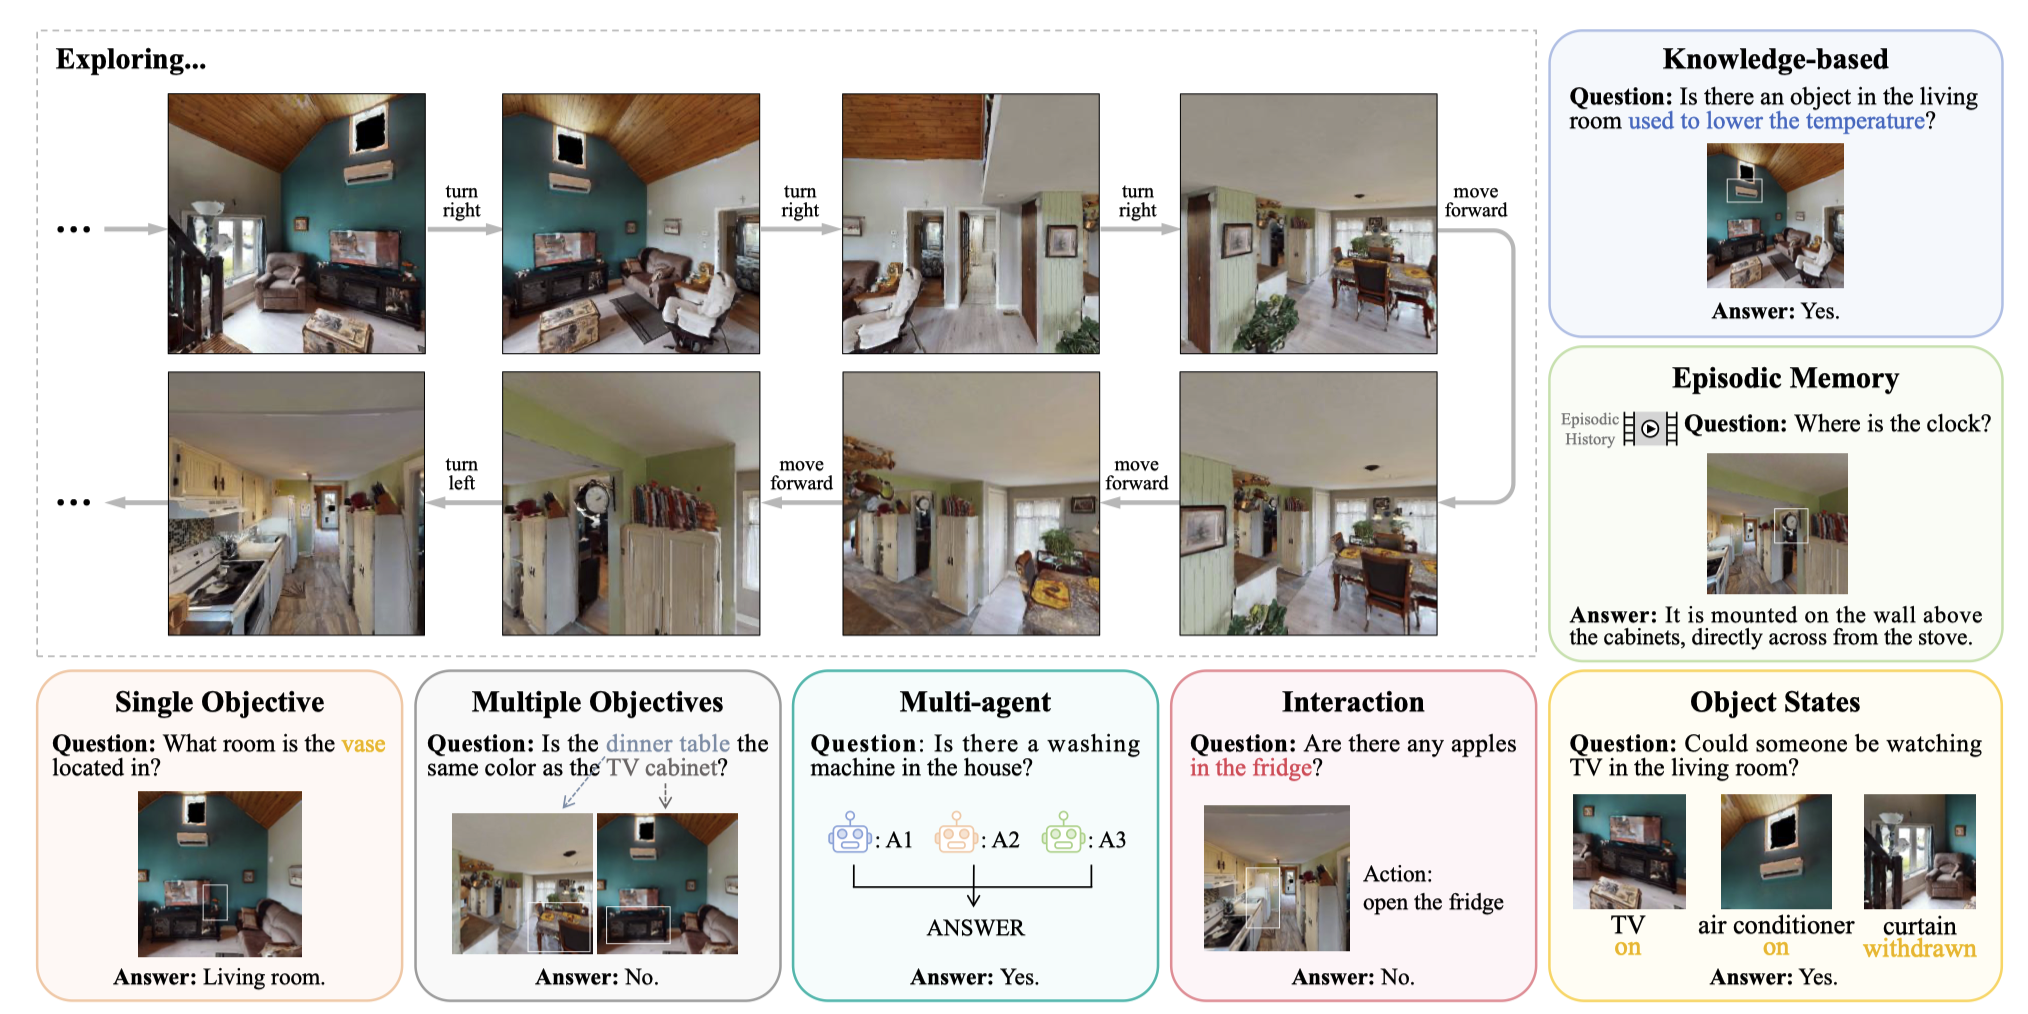 Exploring...
turn
right
turn
right
turn
right
move
forward
move
forward
move
forward
turn
left
Knowledge-based
Question: Is there an object in the living
room used to lower the temperature?
Answer: Yes.
Episodic Memory
Episodic
History
Question: Where is the clock?
Answer: It is mounted on the wall above
the cabinets, directly across from the stove.
Single Objective
Question: What room is the vase
located in?
Answer: Living room.
Multiple Objectives
Question: Is the dinner table the
same color as the TV cabinet?
Answer: No.
Multi-agent
Question: Is there a washing
machine in the house?
: A1
: A2
: A3
ANSWER
Answer: Yes.
Interaction
Question: Are there any apples
in the fridge?
Action:
open the fridge
Answer: No.
Object States
Question: Could someone be watching
TV in the living room?
TV
on
air conditioner
on
curtain
withdrawn
Answer: Yes.